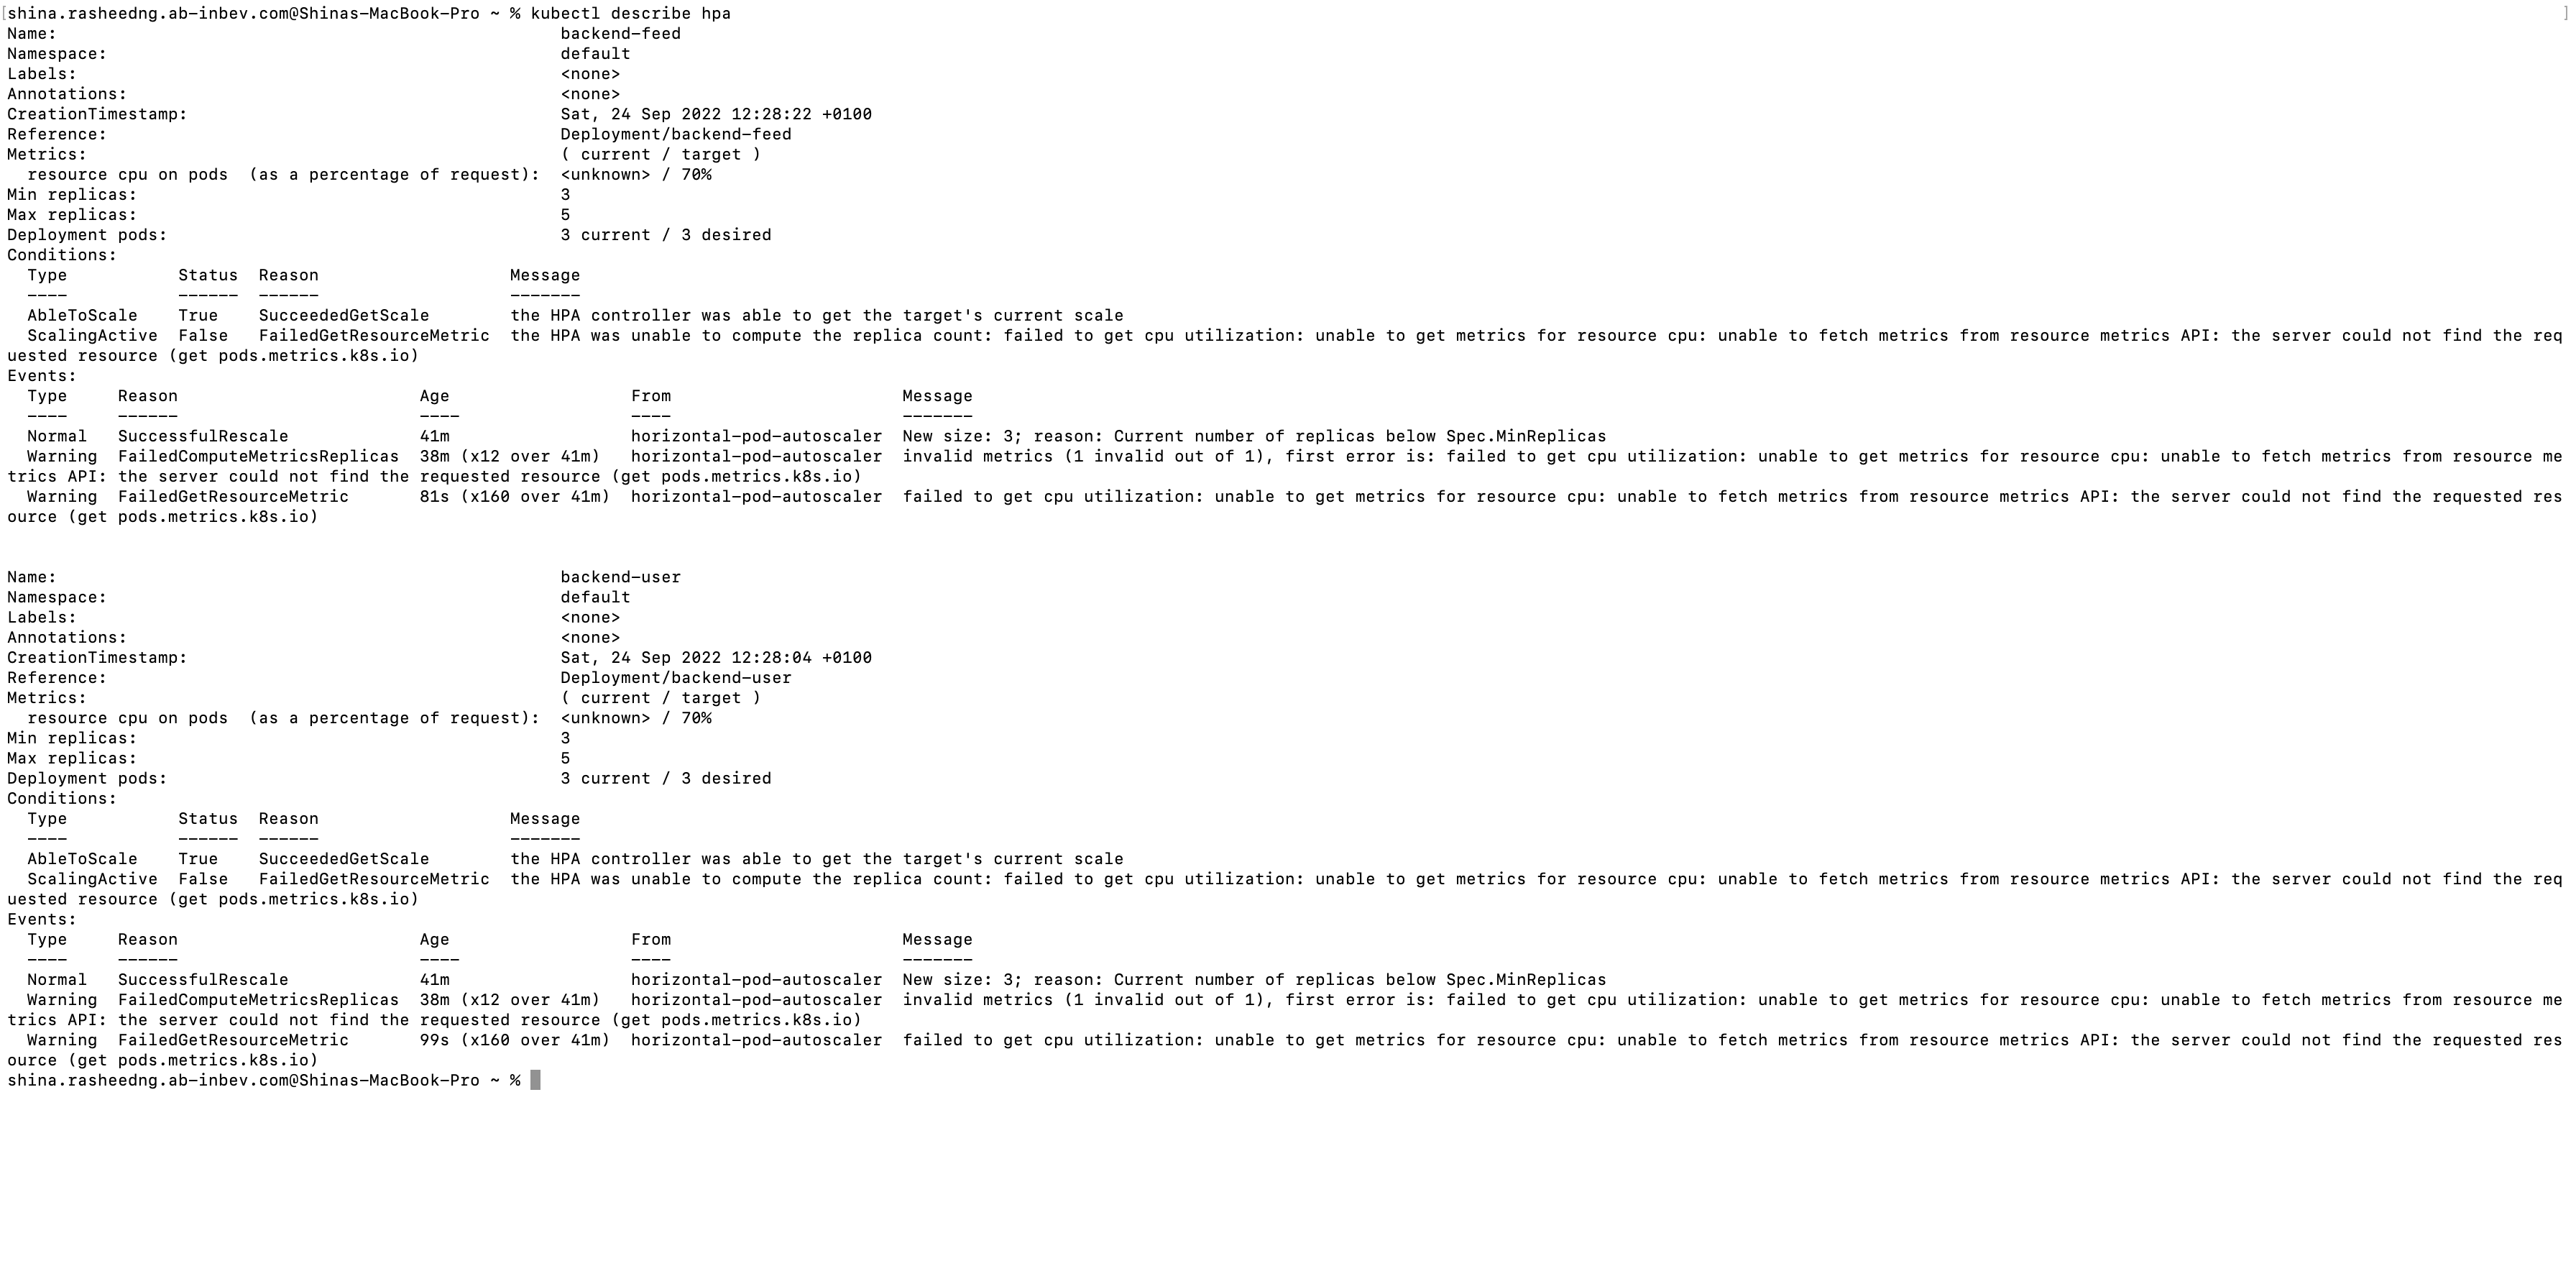 [shina.rasheedng.ab-inbev.com@Shinas-MacBook-Pro ~ % kubectl describe hpa ]
Name: backend-feed
Namespace: default
Labels: <none>
Annotations: <none>
CreationTimestamp: Sat, 24 Sep 2022 12:28:22 +0100
Reference: Deployment/backend-feed
Metrics: ( current / target )
  resource cpu on pods  (as a percentage of request):  <unknown> / 70%
Min replicas: 3
Max replicas: 5
Deployment pods: 3 current / 3 desired
Conditions:
  Type           Status  Reason                   Message
  ----           ------  ------                   -------
  AbleToScale    True    SucceededGetScale        the HPA controller was able to get the target's current scale
  ScalingActive  False   FailedGetResourceMetric  the HPA was unable to compute the replica count: failed to get cpu utilization: unable to get metrics for resource cpu: unable to fetch metrics from resource metrics API: the server could not find the req
uested resource (get pods.metrics.k8s.io)
Events:
  Type     Reason                        Age                  From                       Message
  ----     ------                        ----                 ----                       -------
  Normal   SuccessfulRescale             41m                  horizontal-pod-autoscaler  New size: 3; reason: Current number of replicas below Spec.MinReplicas
  Warning  FailedComputeMetricsReplicas  38m (x12 over 41m)   horizontal-pod-autoscaler  invalid metrics (1 invalid out of 1), first error is: failed to get cpu utilization: unable to get metrics for resource cpu: unable to fetch metrics from resource me
trics API: the server could not find the requested resource (get pods.metrics.k8s.io)
  Warning  FailedGetResourceMetric       81s (x160 over 41m)  horizontal-pod-autoscaler  failed to get cpu utilization: unable to get metrics for resource cpu: unable to fetch metrics from resource metrics API: the server could not find the requested res
ource (get pods.metrics.k8s.io)
Name: backend-user
Namespace: default
Labels: <none>
Annotations: <none>
CreationTimestamp: Sat, 24 Sep 2022 12:28:04 +0100
Reference: Deployment/backend-user
Metrics: ( current / target )
  resource cpu on pods  (as a percentage of request):  <unknown> / 70%
Min replicas: 3
Max replicas: 5
Deployment pods: 3 current / 3 desired
Conditions:
  Type           Status  Reason                   Message
  ----           ------  ------                   -------
  AbleToScale    True    SucceededGetScale        the HPA controller was able to get the target's current scale
  ScalingActive  False   FailedGetResourceMetric  the HPA was unable to compute the replica count: failed to get cpu utilization: unable to get metrics for resource cpu: unable to fetch metrics from resource metrics API: the server could not find the req
uested resource (get pods.metrics.k8s.io)
Events:
  Type     Reason                        Age                  From                       Message
  ----     ------                        ----                 ----                       -------
  Normal   SuccessfulRescale             41m                  horizontal-pod-autoscaler  New size: 3; reason: Current number of replicas below Spec.MinReplicas
  Warning  FailedComputeMetricsReplicas  38m (x12 over 41m)   horizontal-pod-autoscaler  invalid metrics (1 invalid out of 1), first error is: failed to get cpu utilization: unable to get metrics for resource cpu: unable to fetch metrics from resource me
trics API: the server could not find the requested resource (get pods.metrics.k8s.io)
  Warning  FailedGetResourceMetric       99s (x160 over 41m)  horizontal-pod-autoscaler  failed to get cpu utilization: unable to get metrics for resource cpu: unable to fetch metrics from resource metrics API: the server could not find the requested res
ource (get pods.metrics.k8s.io)
shina.rasheedng.ab-inbev.com@Shinas-MacBook-Pro ~ %